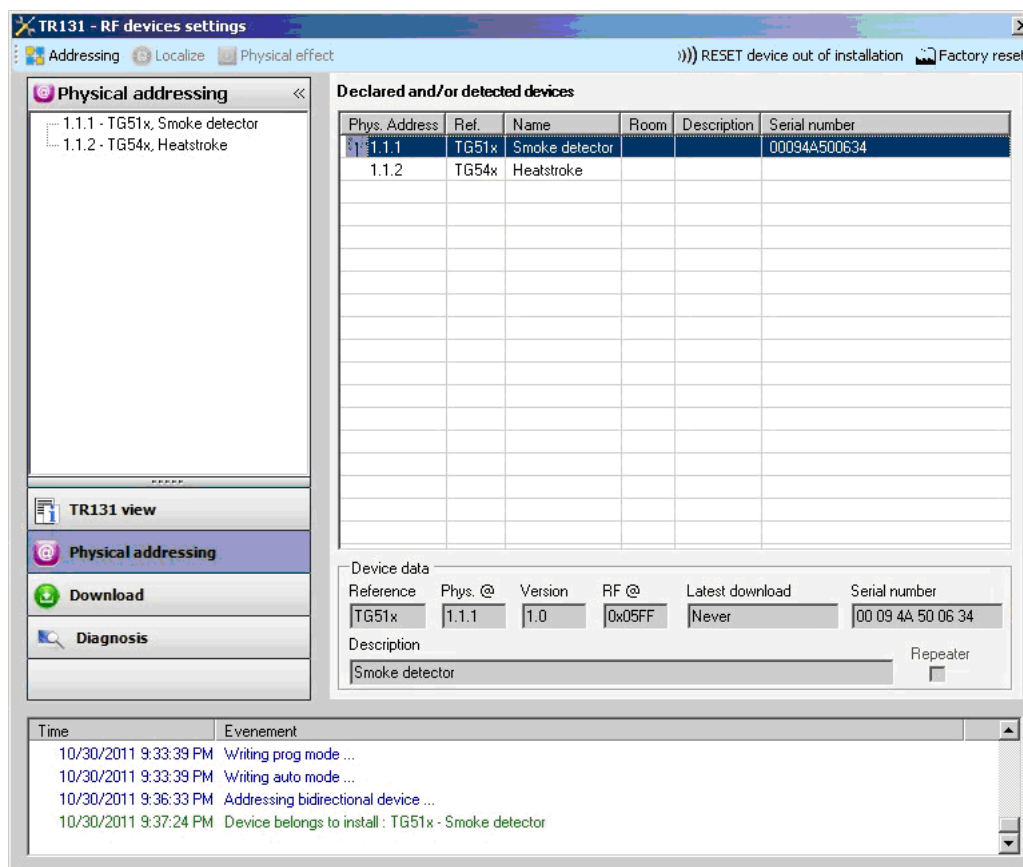 TR131 - RF devices settings
Addressing Localize Physical effect RESET device out of installation Factory reset
Physical addressing
1.1.1 - TG51x, Smoke detector
1.1.2 - TG54x, Heatstroke
TR131 view
Physical addressing
Download
Diagnosis
Declared and/or detected devices
Phys. Address Ref. Name Room Description Serial number
1.1.1 TG51x Smoke detector 00094A500634
1.1.2 TG54x Heatstroke
Device data
Reference Phys. @ Version RF @ Latest download Serial number
TG51x 1.1.1 1.0 0x05FF Never 00 09 4A 50 06 34
Description
Repeater
Smoke detector
Time Evenement
10/30/2011 9:33:39 PM Writing prog mode ...
10/30/2011 9:33:39 PM Writing auto mode ...
10/30/2011 9:36:33 PM Addressing bidirectional device ...
10/30/2011 9:37:24 PM Device belongs to install : TG51x - Smoke detector